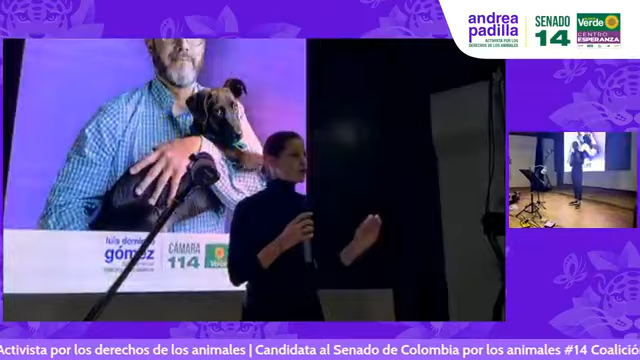 andrea
padilla
ACTIVISTA POR LOS
DERECHOS DE LOS ANIMALES
SENADO
14
Verde
CENTRO
ESPERANZA
gómez
CÁMARA
114
Verde
Activista por los derechos de los animales | Candidata al Senado de Colombia por los animales #14 Coalició